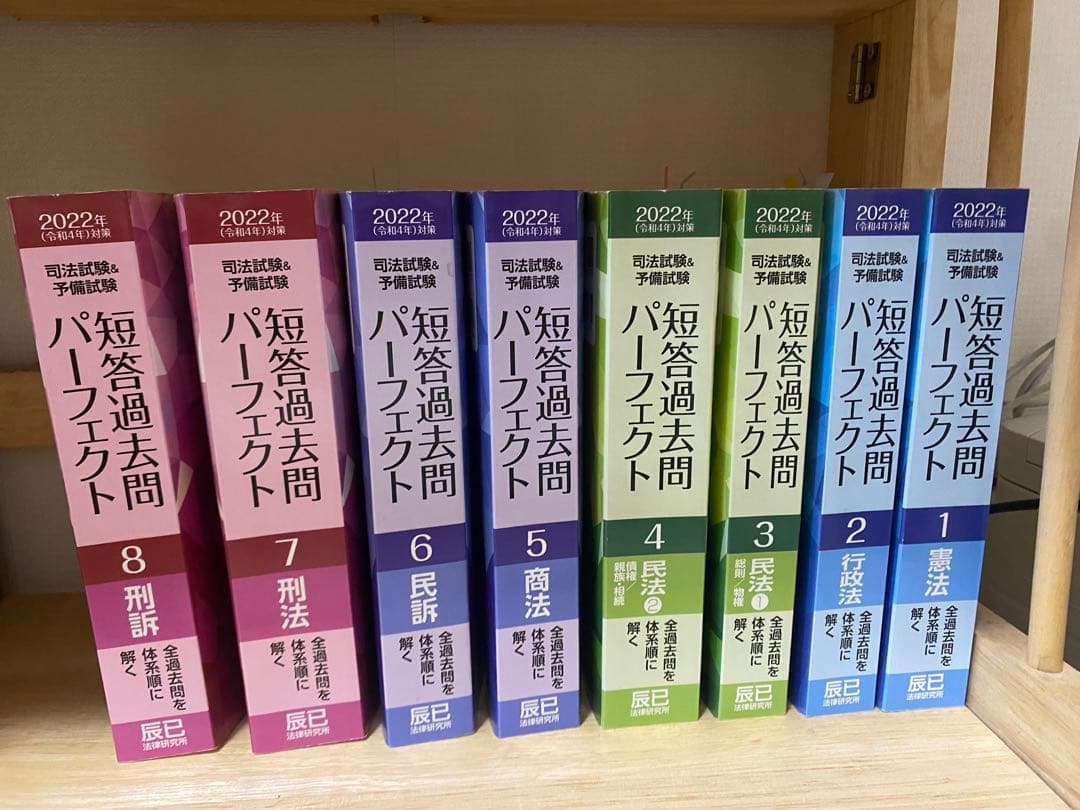 2022年
(令和4年)対策
司法試験&
予備試験
短答過去問
パーフェクト
8
刑訴
全過去問を
体系順に
解く
辰已
法律研究所
2022年
(令和4年)対策
司法試験&
予備試験
短答過去問
パーフェクト
7
刑法
全過去問を
体系順に
解く
辰已
法律研究所
2022年
(令和4年)対策
司法試験&
予備試験
短答過去問
パーフェクト
6
民訴
全過去問を
体系順に
解く
辰已
法律研究所
2022年
(令和4年)対策
司法試験&
予備試験
短答過去問
パーフェクト
5
商法
全過去問を
体系順に
解く
辰已
法律研究所
2022年
(令和4年)対策
司法試験&
予備試験
短答過去問
パーフェクト
4
民法2
債権/
親族・相続
全過去問を
体系順に
解く
辰已
法律研究所
2022年
(令和4年)対策
司法試験&
予備試験
短答過去問
パーフェクト
3
民法1
総則/物権
全過去問を
体系順に
解く
辰已
法律研究所
2022年
(令和4年)対策
司法試験&
予備試験
短答過去問
パーフェクト
2
行政法
全過去問を
体系順に
解く
辰已
法律研究所
2022年
(令和4年)対策
司法試験&
予備試験
短答過去問
パーフェクト
1
憲法
全過去問を
体系順に
解く
辰已
法律研究所